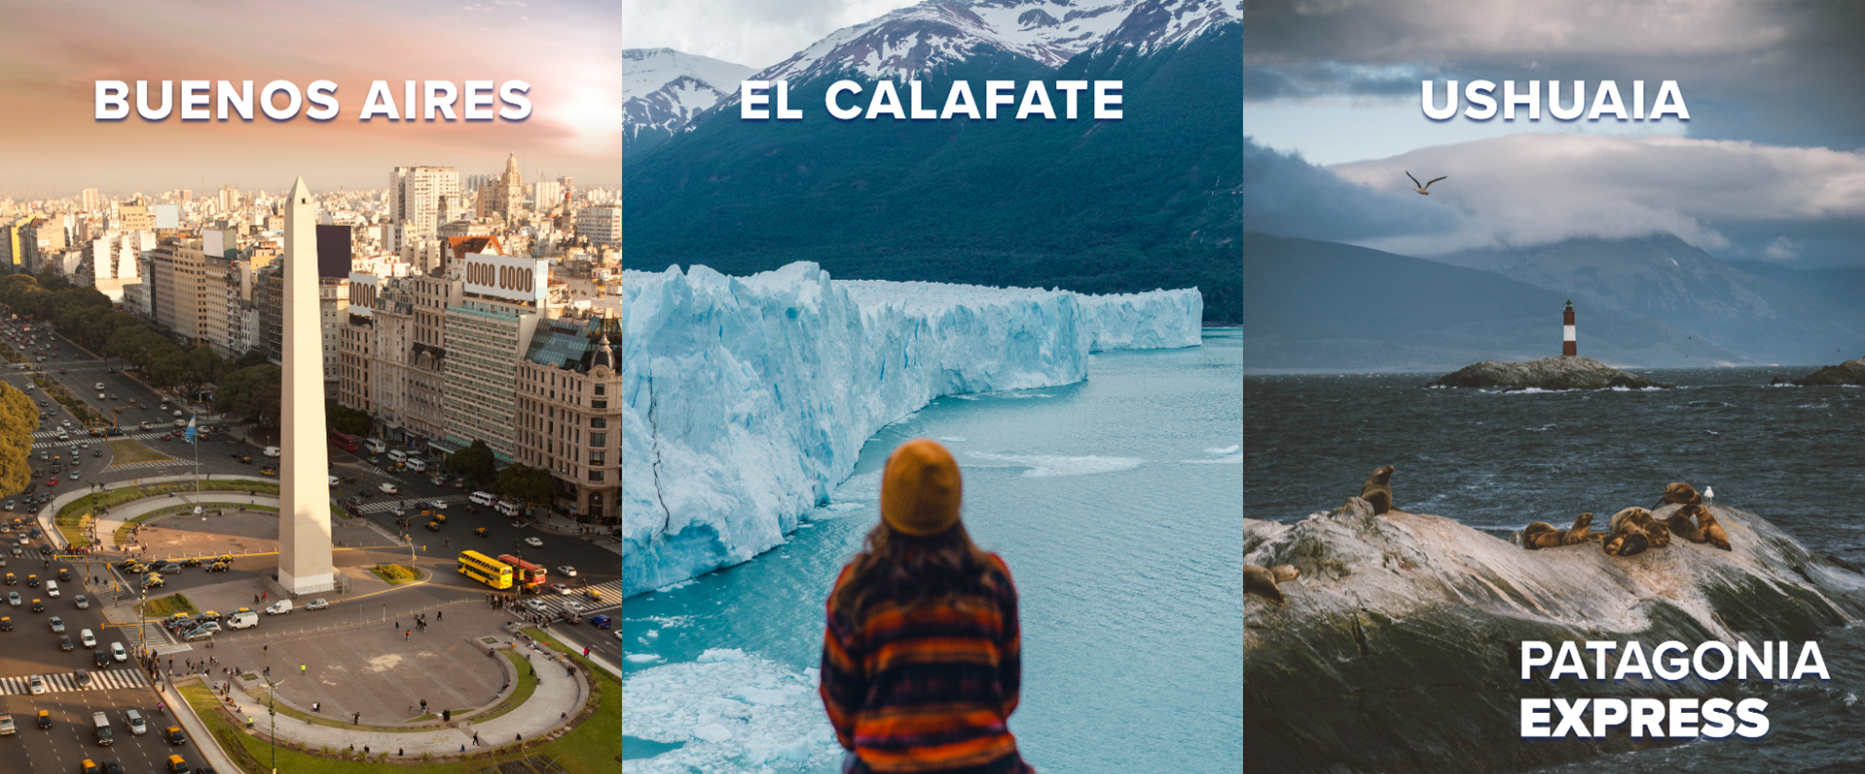 BUENOS AIRES
EL CALAFATE
USHUAIA
PATAGONIA
EXPRESS